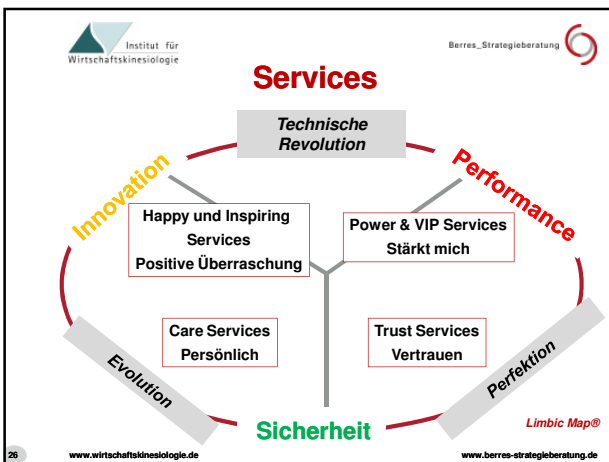 Institut für
Wirtschaftskinesiologie
Berres_Strategieberatung
Services
Technische
Revolution
Innovation
Performance
Happy und Inspiring
Services
Positive Überraschung
Power & VIP Services
Stärkt mich
Care Services
Persönlich
Trust Services
Vertrauen
Evolution
Perfektion
Sicherheit
Limbic Map®
26
www.wirtschaftskinesiologie.de
www.berres-strategieberatung.de